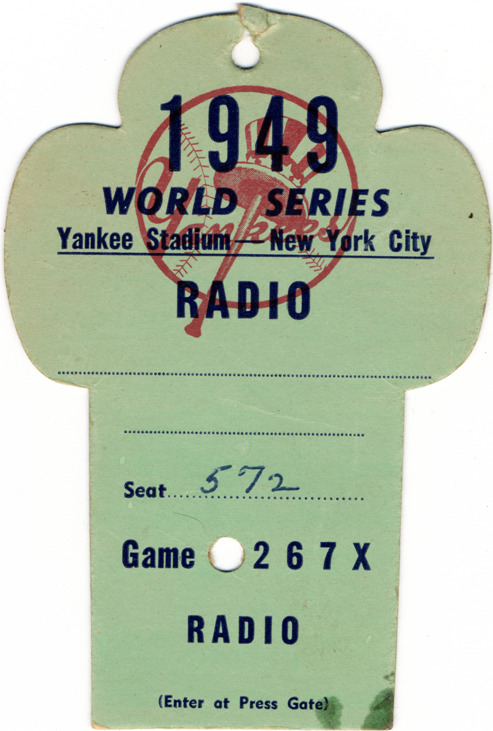 1949
Yankees
WORLD SERIES
Yankee Stadium — New York City
RADIO
Seat 572
Game 2 6 7 X
RADIO
(Enter at Press Gate)